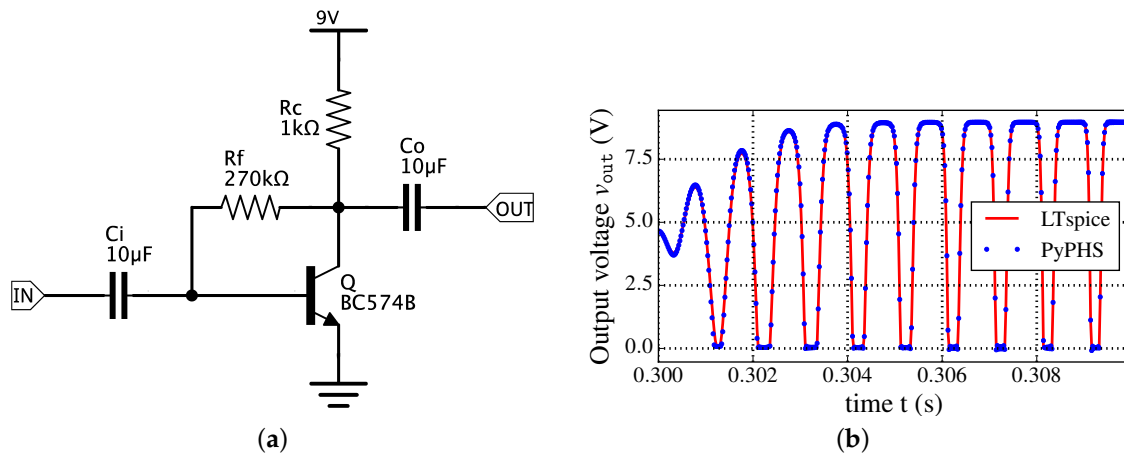 9V
Rc
1kΩ
Rf
270kΩ
Co
10µF
OUT
Ci
10µF
IN
Q
BC574B
(a)
Output voltage vout (V)
7.5
5.0
2.5
0.0
LTspice
PyPHS
0.300 0.302 0.304 0.306 0.308
time t (s)
(b)